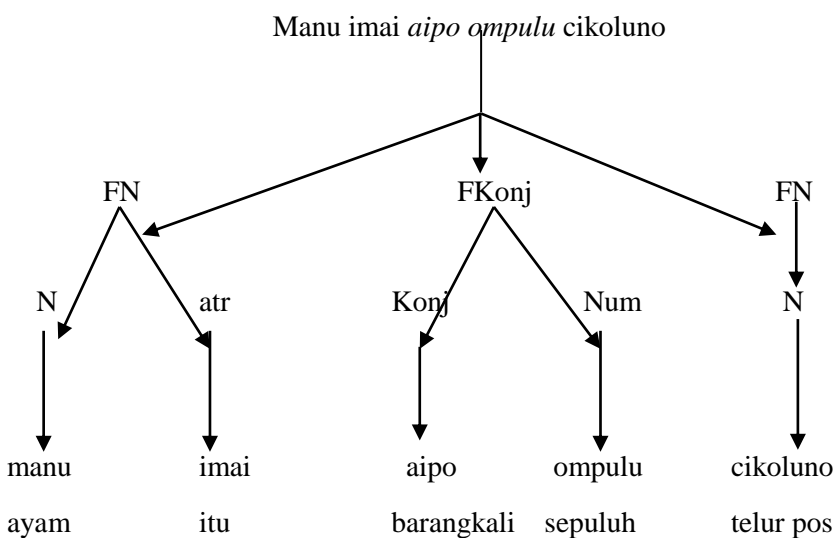 Manu imai aipo ompulu cikoluno
FN FKonj FN
N atr Konj Num N
manu imai aipo ompulu cikoluno
ayam itu barangkali sepuluh telur pos